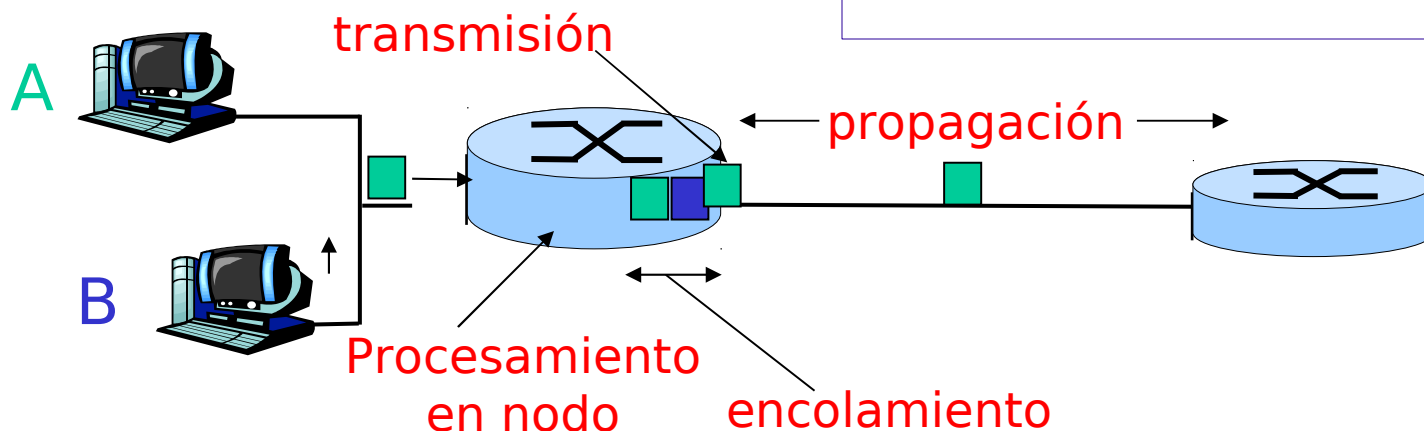 transmisión
A
propagación
B
Procesamiento
en nodo
encolamiento